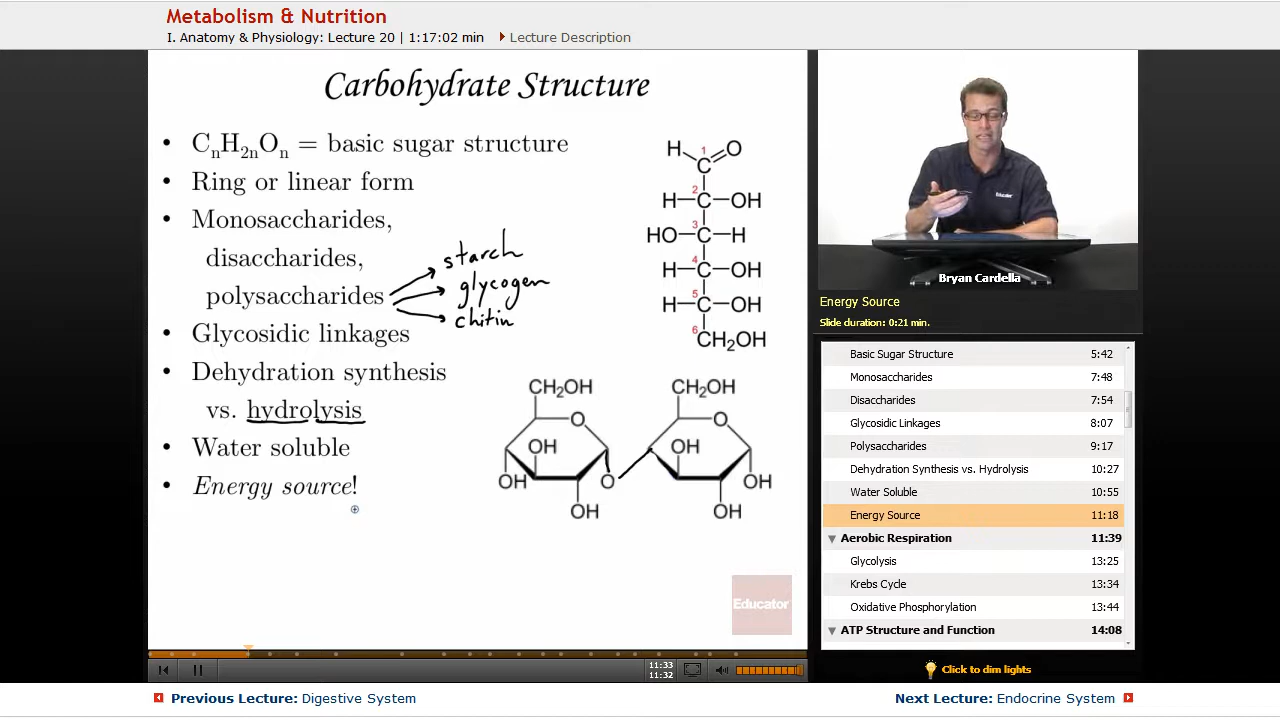 Metabolism & Nutrition
I. Anatomy & Physiology: Lecture 20 | 1:17:02 min
Lecture Description
Carbohydrate Structure
• CnH2nOn = basic sugar structure
• Ring or linear form
• Monosaccharides,
disaccharides,
polysaccharides
starch
glycogen
chitin
• Glycosidic linkages
• Dehydration synthesis
vs. hydrolysis
• Water soluble
• Energy source!
H 1 O
C
2
H C OH
3
HO C H
4
H C OH
5
H C OH
6
CH2OH
CH2OH CH2OH
O O
OH OH
OH O OH
OH OH
Educator
Educator
Bryan Cardella
Energy Source
Slide duration: 0:21 min.
Basic Sugar Structure 5:42
Monosaccharides 7:48
Disaccharides 7:54
Glycosidic Linkages 8:07
Polysaccharides 9:17
Dehydration Synthesis vs. Hydrolysis 10:27
Water Soluble 10:55
Energy Source 11:18
Aerobic Respiration 11:39
Glycolysis 13:25
Krebs Cycle 13:34
Oxidative Phosphorylation 13:44
ATP Structure and Function 14:08
11:33
11:32
Click to dim lights
Previous Lecture: Digestive System
Next Lecture: Endocrine System